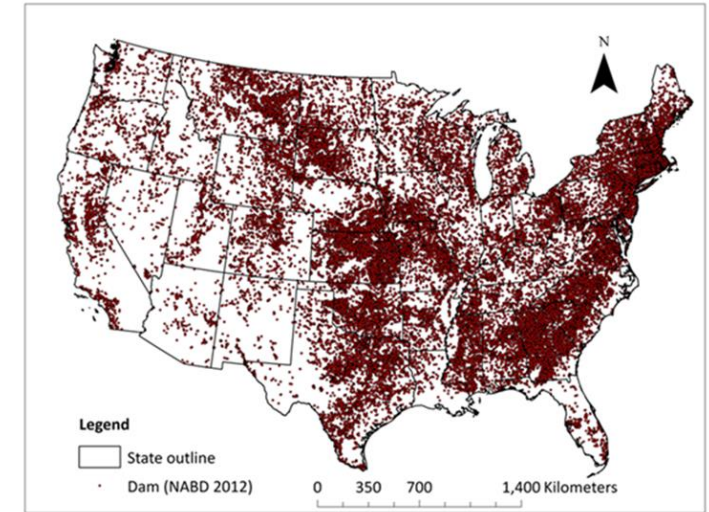 N
Legend
State outline
Dam (NABD 2012)
0 350 700 1,400 Kilometers